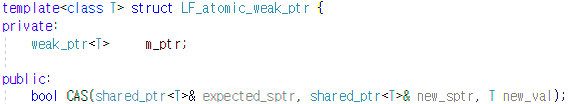 template<class T> struct LF_atomic_weak_ptr {
private:
weak_ptr<T> m_ptr;
public:
bool CAS(shared_ptr<T>& expected_sptr, shared_ptr<T>& new_sptr, T new_val);